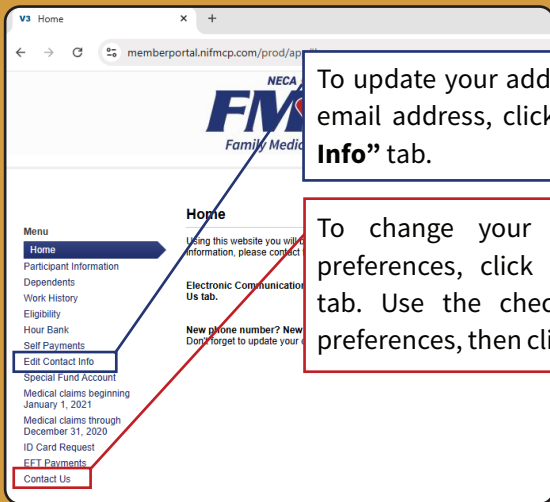 V3 Home
memberportal.nifmcp.com/prod/app
NECA
FM
Family Medic
To update your add
email address, click
Info” tab.
To change your
preferences, click
tab. Use the chec
preferences, then cli
Home
Using this website you will
information, please contact
Electronic Communication
Us tab.
New phone number? New
Don't forget to update your
Menu
Home
Participant Information
Dependents
Work History
Eligibility
Hour Bank
Self Payments
Edit Contact Info
Special Fund Account
Medical claims beginning
January 1, 2021
Medical claims through
December 31, 2020
ID Card Request
EFT Payments
Contact Us